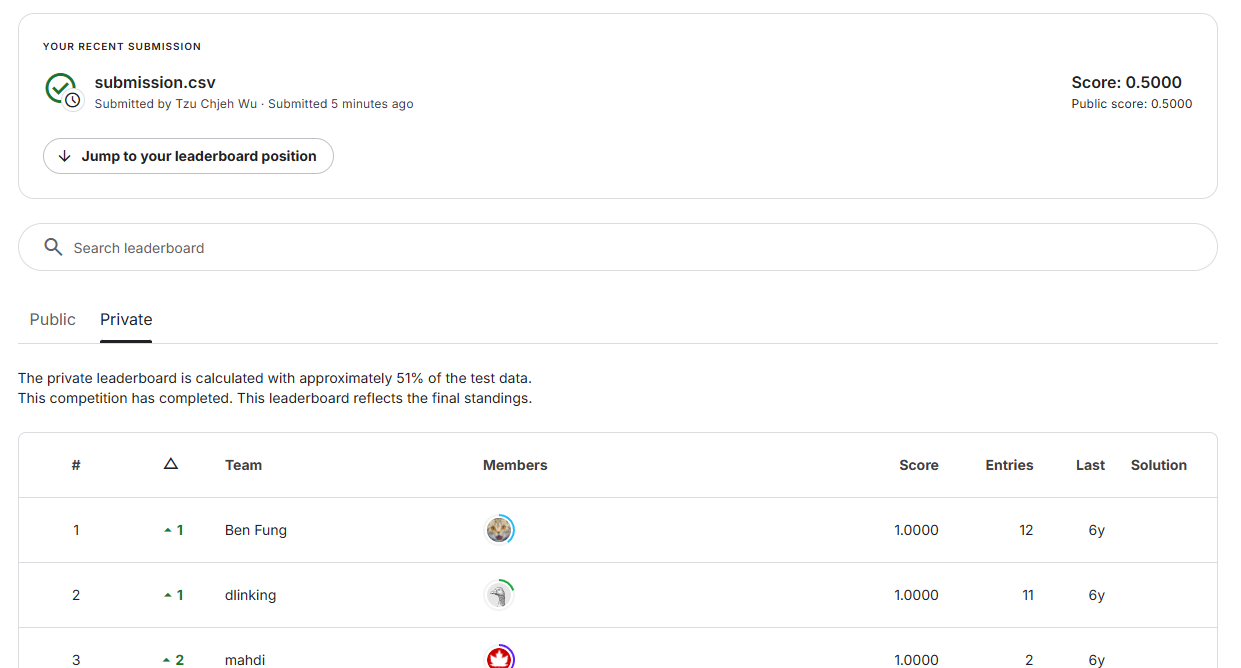 YOUR RECENT SUBMISSION
submission.csv
Score: 0.5000
Submitted by Tzu Chjeh Wu · Submitted 5 minutes ago
Public score: 0.5000
Jump to your leaderboard position
Search leaderboard
Public Private
The private leaderboard is calculated with approximately 51% of the test data.
This competition has completed. This leaderboard reflects the final standings.
# △ Team Members Score Entries Last Solution
1 1 Ben Fung 1.0000 12 6y
2 1 dlinking 1.0000 11 6y
3 2 mahdi 1.0000 2 6y